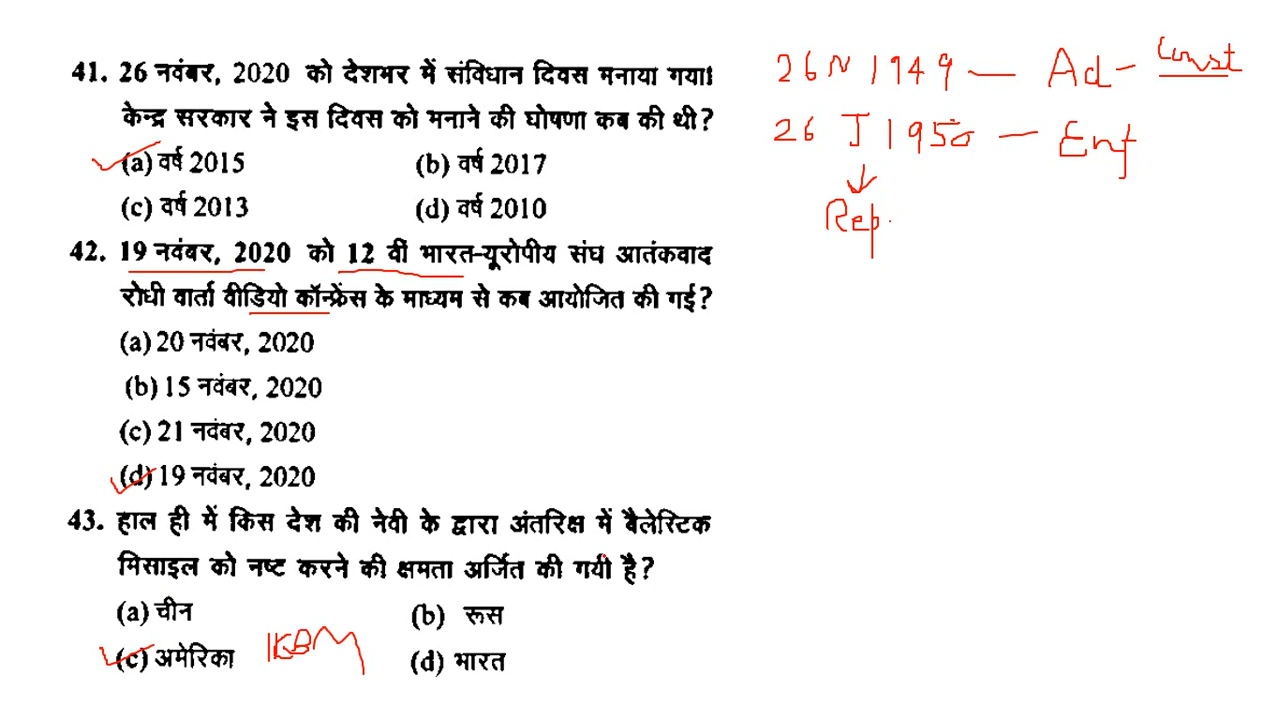 41. 26 नवंबर, 2020 को देशभर में संविधान दिवस मनाया गया।
केन्द्र सरकार ने इस दिवस को मनाने की घोषणा कब की थी?
(a) वर्ष 2015 (b) वर्ष 2017
(c) वर्ष 2013 (d) वर्ष 2010
42. 19 नवंबर, 2020 को 12 वीं भारत-यूरोपीय संघ आतंकवाद
रोधी वार्ता वीडियो कॉन्फ्रेंस के माध्यम से कब आयोजित की गई?
(a) 20 नवंबर, 2020
(b) 15 नवंबर, 2020
(c) 21 नवंबर, 2020
(d) 19 नवंबर, 2020
43. हाल ही में किस देश की नेवी के द्वारा अंतरिक्ष में बैलेस्टिक
मिसाइल को नष्ट करने की क्षमता अर्जित की गयी है?
(a) चीन (b) रूस
(c) अमेरिका (d) भारत
26 N 1949 — Ad - Const
26 J 1950 — Enf
Rep.